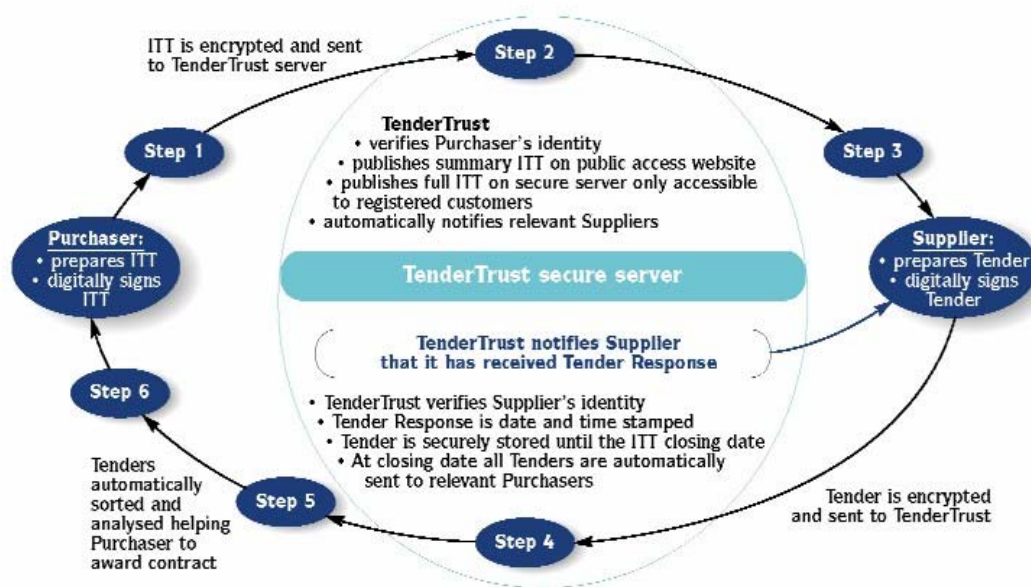 ITT is encrypted and sent
to TenderTrust server
Step 2
Step 1
Step 3
TenderTrust
• verifies Purchaser's identity
• publishes summary ITT on public access website
• publishes full ITT on secure server only accessible
to registered customers
• automatically notifies relevant Suppliers
Purchaser:
• prepares ITT
• digitally signs
ITT
Supplier:
• prepares Tender
• digitally signs
Tender
TenderTrust secure server
TenderTrust notifies Supplier
that it has received Tender Response
Step 6
• TenderTrust verifies Supplier's identity
• Tender Response is date and time stamped
• Tender is securely stored until the ITT closing date
• At closing date all Tenders are automatically
sent to relevant Purchasers
Tenders
automatically
sorted and
analysed helping
Purchaser to
award contract
Step 5
Step 4
Tender is encrypted
and sent to TenderTrust